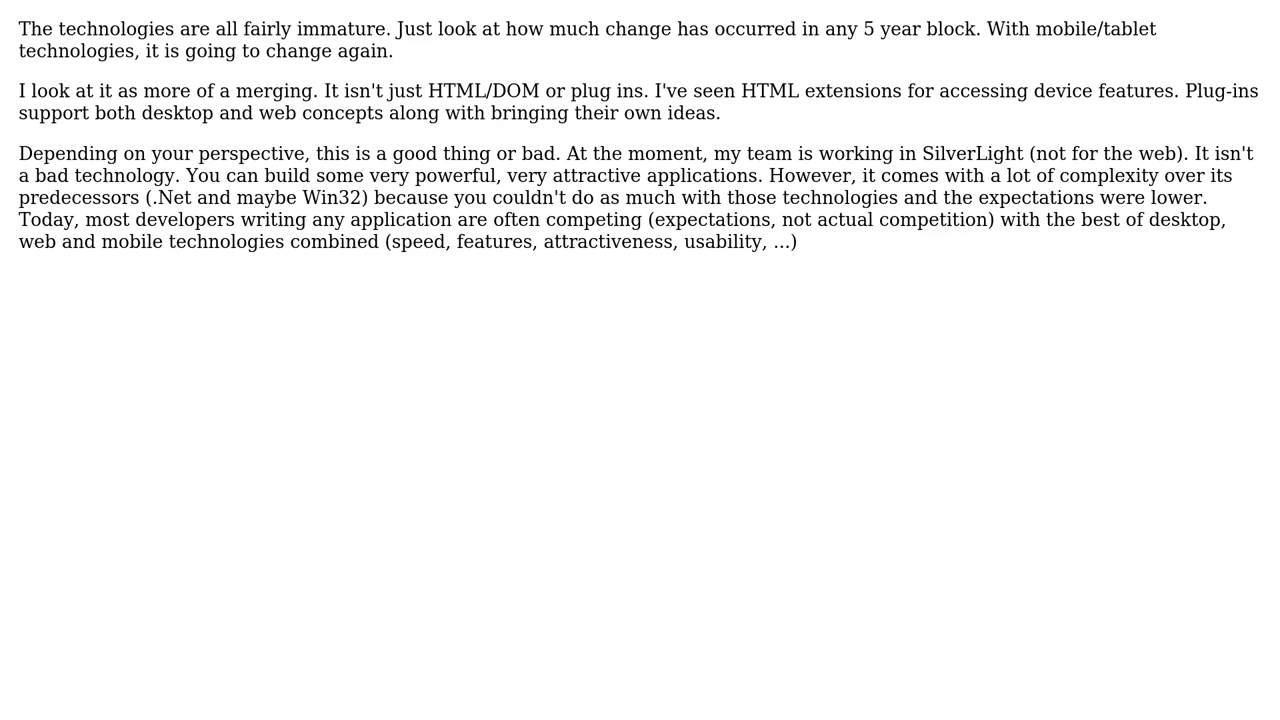 The technologies are all fairly immature. Just look at how much change has occurred in any 5 year block. With mobile/tablet
technologies, it is going to change again.
I look at it as more of a merging. It isn't just HTML/DOM or plug ins. I've seen HTML extensions for accessing device features. Plug-ins
support both desktop and web concepts along with bringing their own ideas.
Depending on your perspective, this is a good thing or bad. At the moment, my team is working in SilverLight (not for the web). It isn't
a bad technology. You can build some very powerful, very attractive applications. However, it comes with a lot of complexity over its
predecessors (.Net and maybe Win32) because you couldn't do as much with those technologies and the expectations were lower.
Today, most developers writing any application are often competing (expectations, not actual competition) with the best of desktop,
web and mobile technologies combined (speed, features, attractiveness, usability, ...)